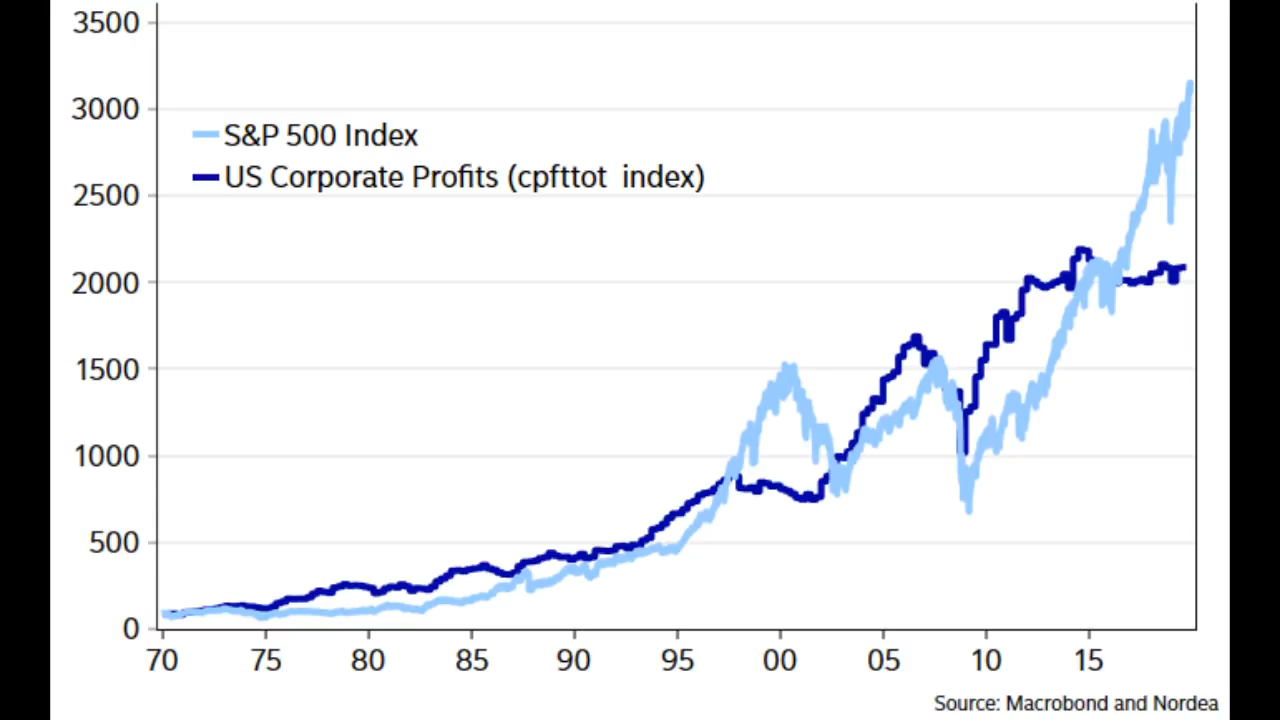 3500
3000
S&P 500 Index
US Corporate Profits (cpfttot index)
2500
2000
1500
1000
500
0
70 75 80 85 90 95 00 05 10 15
Source: Macrobond and Nordea